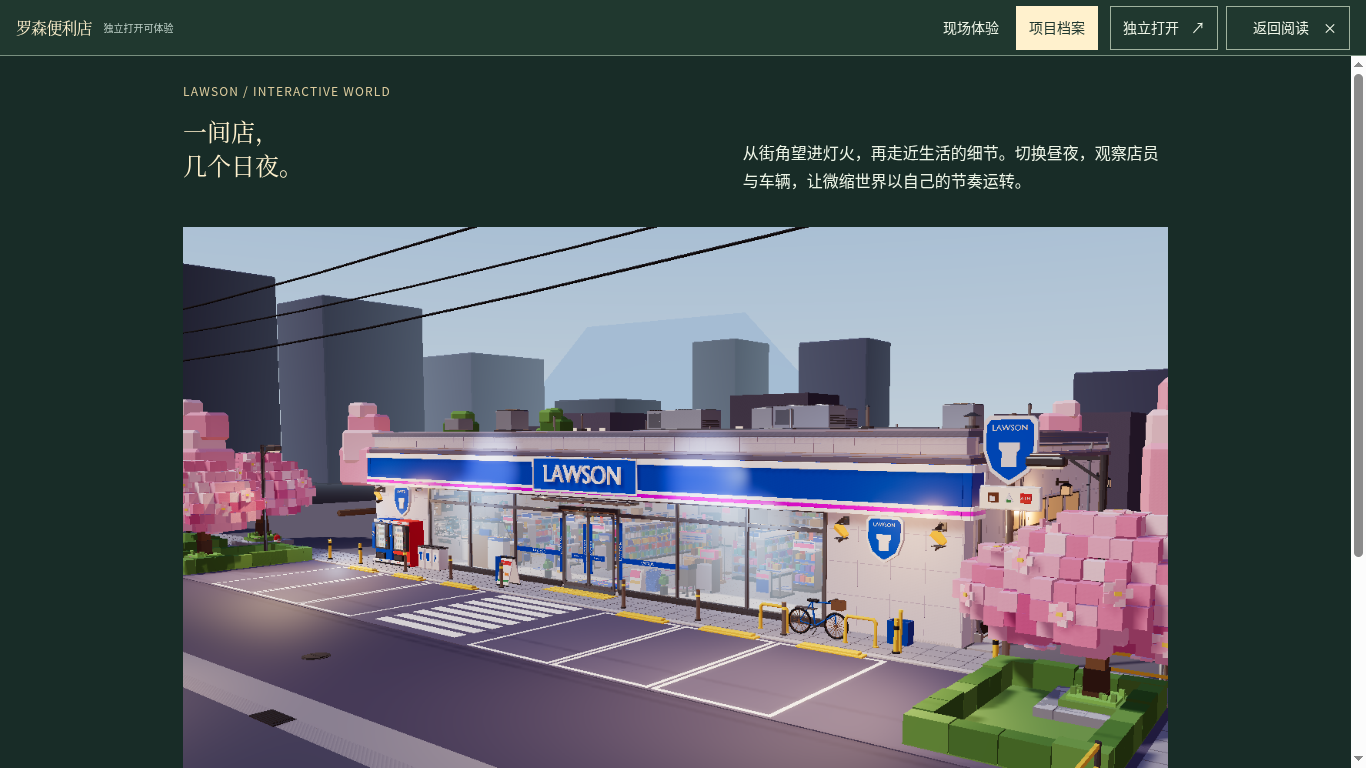 罗森便利店
独立打开可体验
现场体验
项目档案
独立打开 ↗
返回阅读 ×
LAWSON / INTERACTIVE WORLD
一间店，
几个日夜。
从街角望进灯火，再走近生活的细节。切换昼夜，观察店员
与车辆，让微缩世界以自己的节奏运转。
LAWSON
LAWSON
LAWSON
LAWSON